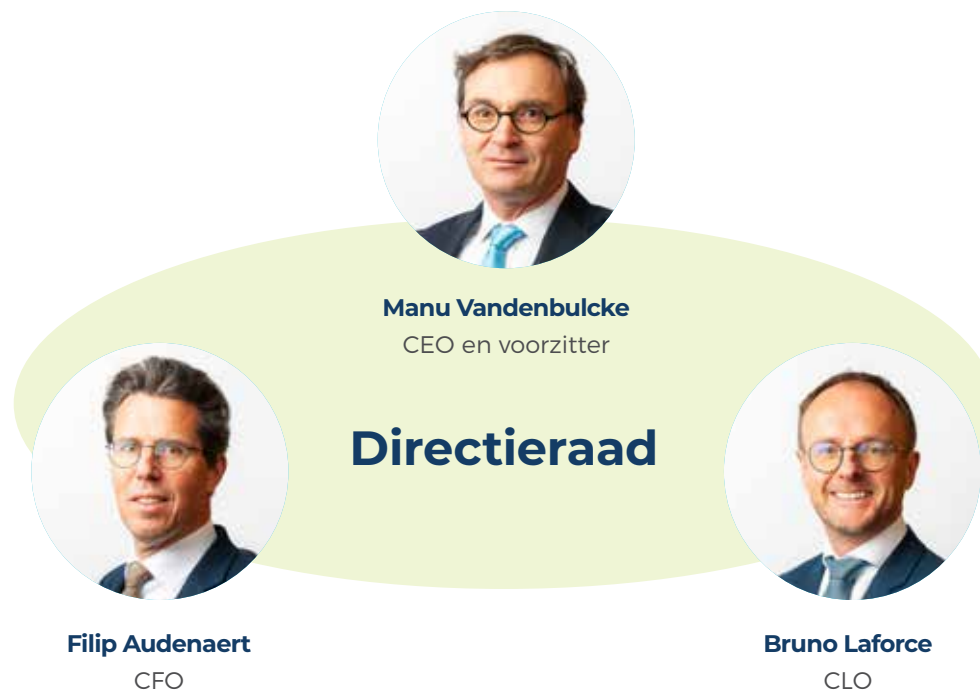 Manu Vandenbulcke
CEO en voorzitter
Directieraad
Filip Audenaert
CFO
Bruno Laforce
CLO